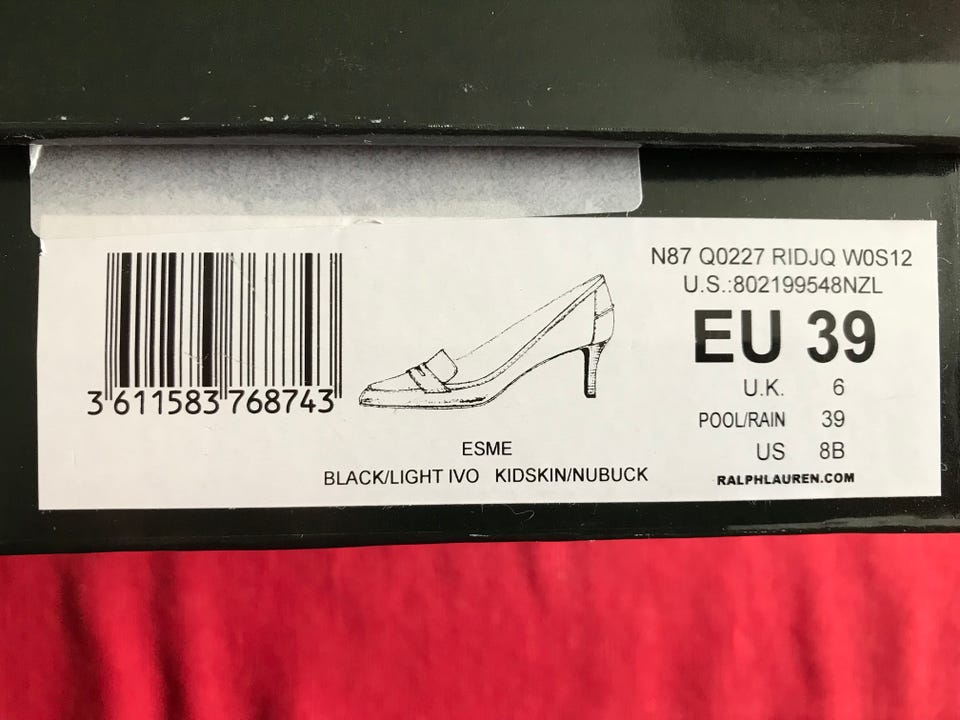 N87 Q0227 RIDJQ W0S12
U.S.:802199548NZL
EU 39
U.K. 6
POOL/RAIN 39
US 8B
RALPHLAUREN.COM
3 611583 768743
ESME
BLACK/LIGHT IVO KIDSKIN/NUBUCK